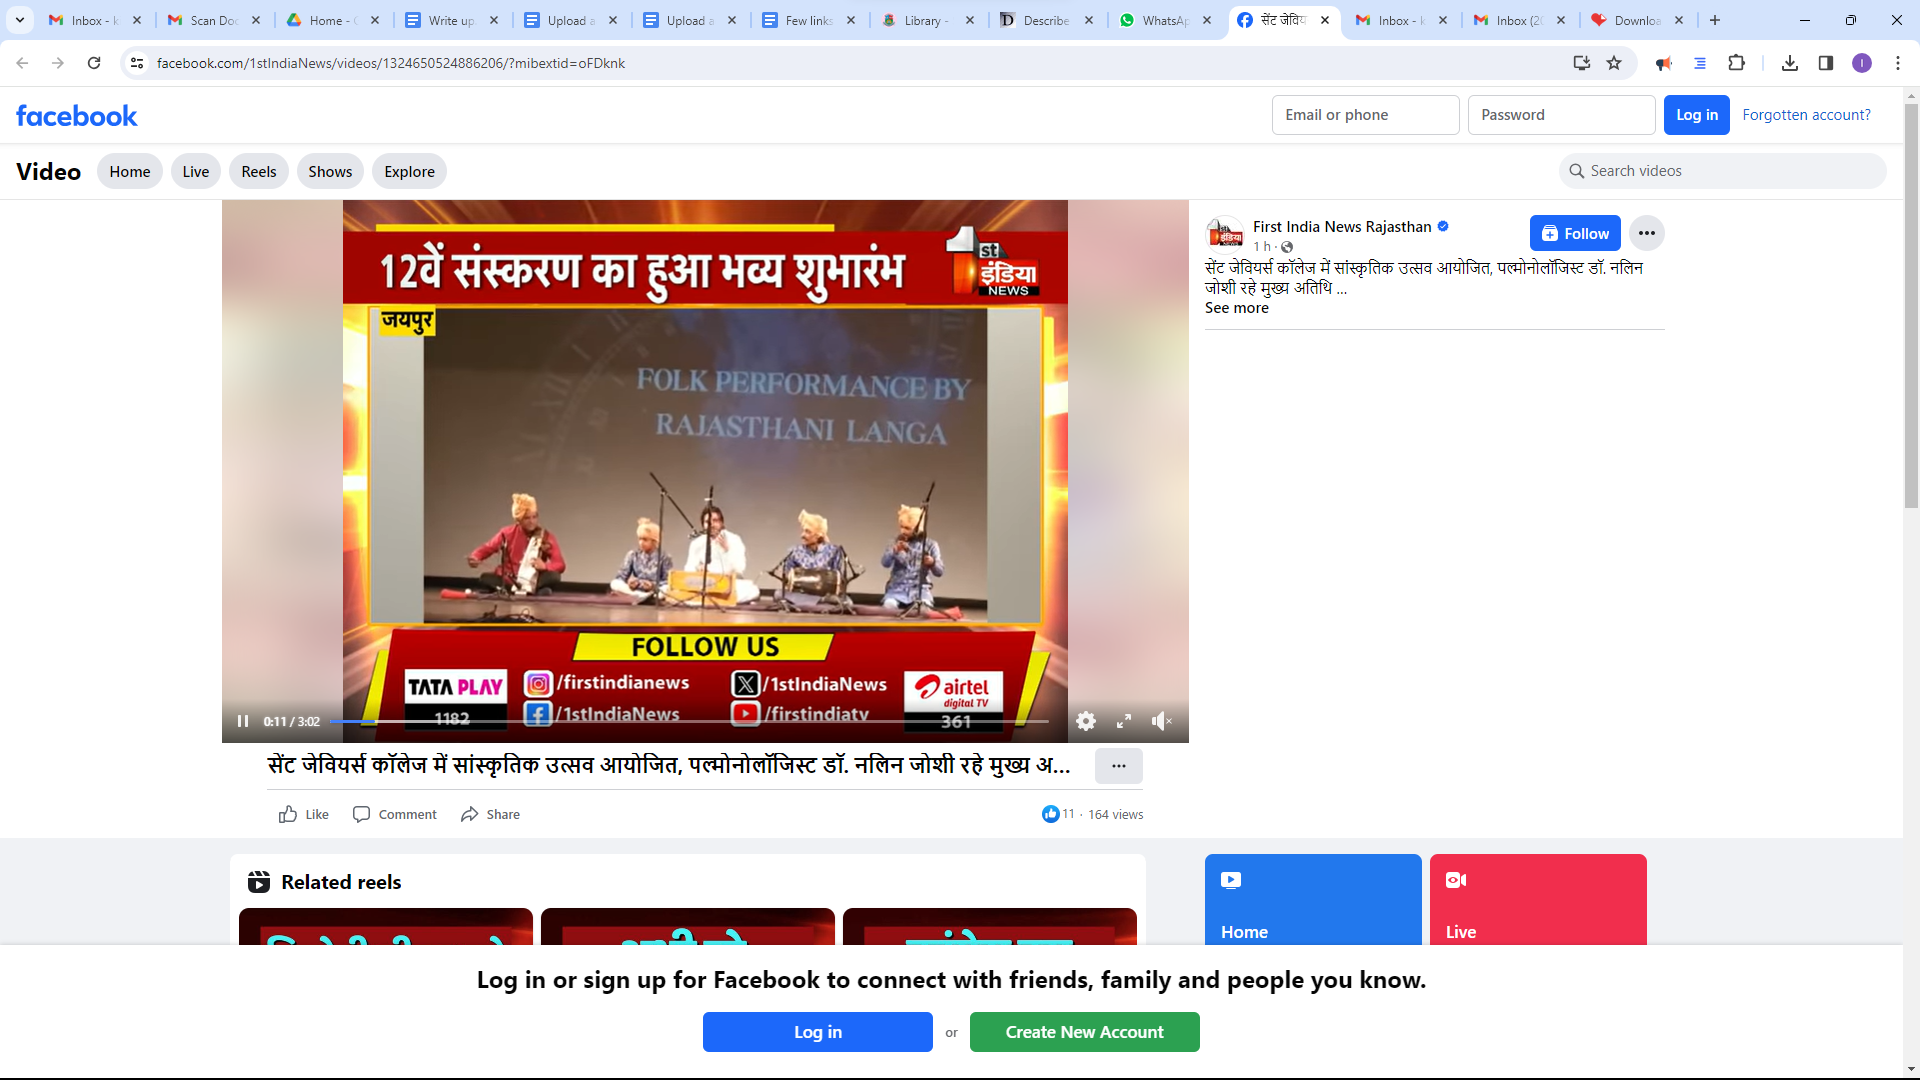 Inbox - k
Scan Doc
Home -
Write up
Upload a
Upload a
Few links
Library -
Describe
WhatsAp
सेंट जेविय
Inbox - k
Inbox (20
Downloa
facebook.com/1stIndiaNews/videos/1324650524886206/?mibextid=oFDknk
I
facebook
Email or phone
Password
Log in
Forgotten account?
Video
Home
Live
Reels
Shows
Explore
Search videos
12वें संस्करण का हुआ भव्य शुभारंभ
1st
इंडिया
NEWS
जयपुर
FOLK PERFORMANCE BY
RAJASTHANI LANGA
FOLLOW US
TATA PLAY
1182
/firstindianews
/1stIndiaNews
/1stIndiaNews
/firstindiatv
airtel
digital TV
361
0:11 / 3:02
First India News Rajasthan
1 h ·
Follow
सेंट जेवियर्स कॉलेज में सांस्कृतिक उत्सव आयोजित, पल्मोनोलॉजिस्ट डॉ. नलिन
जोशी रहे मुख्य अतिथि ...
See more
सेंट जेवियर्स कॉलेज में सांस्कृतिक उत्सव आयोजित, पल्मोनोलॉजिस्ट डॉ. नलिन जोशी रहे मुख्य अ...
Like
Comment
Share
11 · 164 views
Related reels
Home
Live
Log in or sign up for Facebook to connect with friends, family and people you know.
Log in
or
Create New Account